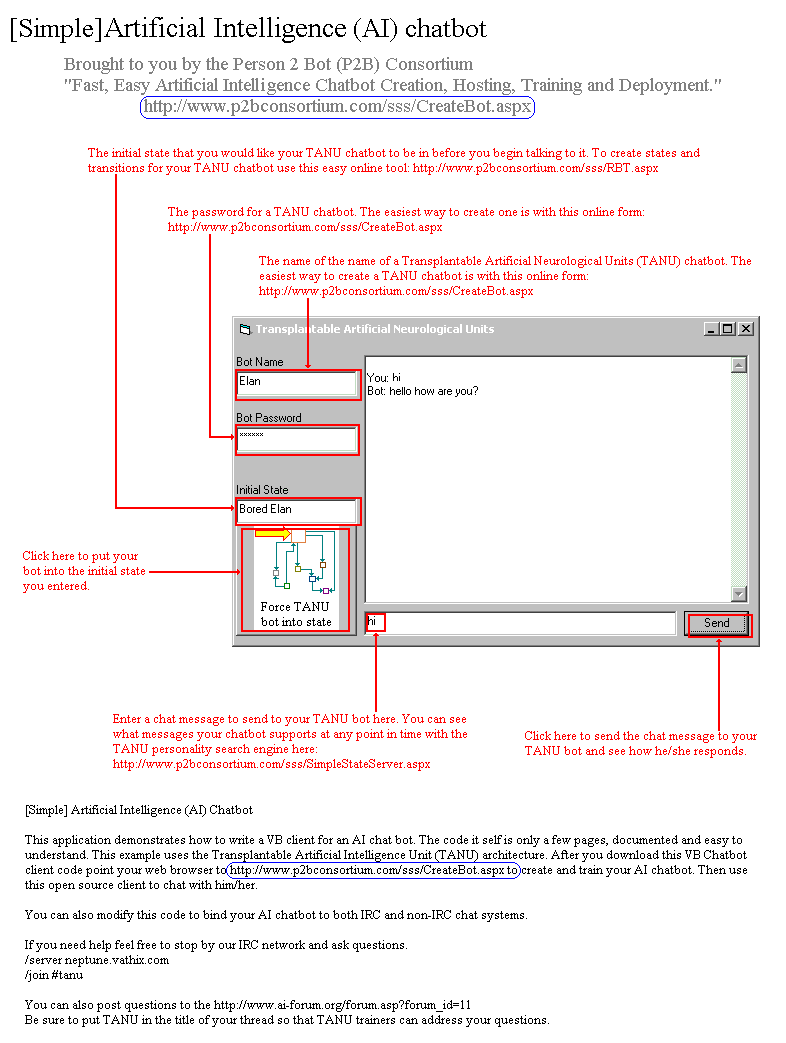 [Simple]Artificial Intelligence (AI) chatbot
Brought to you by the Person 2 Bot (P2B) Consortium
"Fast, Easy Artificial Intelligence Chatbot Creation, Hosting, Training and Deployment."
http://www.p2bconsortium.com/sss/CreateBot.aspx
The initial state that you would like your TANU chatbot to be in before you begin talking to it. To create states and
transitions for your TANU chatbot use this easy online tool: http://www.p2bconsortium.com/sss/RBT.aspx
The password for a TANU chatbot. The easiest way to create one is with this online form:
http://www.p2bconsortium.com/sss/CreateBot.aspx
The name of the name of a Transplantable Artificial Neurological Units (TANU) chatbot. The
easiest way to create a TANU chatbot is with this online form:
http://www.p2bconsortium.com/sss/CreateBot.aspx
Transplantable Artificial Neurological Units
Bot Name
Elan
You: hi
Bot: hello how are you?
Bot Password
××××××
Initial State
Bored Elan
Click here to put your
bot into the initial state
you entered.
Force TANU
bot into state
hi
Send
Enter a chat message to send to your TANU bot here. You can see
what messages your chatbot supports at any point in time with the
TANU personality search engine here:
http://www.p2bconsortium.com/sss/SimpleStateServer.aspx
Click here to send the chat message to your
TANU bot and see how he/she responds.
[Simple] Artificial Intelligence (AI) Chatbot
This application demonstrates how to write a VB client for an AI chat bot. The code it self is only a few pages, documented and easy to
understand. This example uses the Transplantable Artificial Intelligence Unit (TANU) architecture. After you download this VB Chatbot
client code point your web browser to http://www.p2bconsortium.com/sss/CreateBot.aspx to create and train your AI chatbot. Then use
this open source client to chat with him/her.
You can also modify this code to bind your AI chatbot to both IRC and non-IRC chat systems.
If you need help feel free to stop by our IRC network and ask questions.
/server neptune.vathix.com
/join #tanu
You can also post questions to the http://www.ai-forum.org/forum.asp?forum_id=11
Be sure to put TANU in the title of your thread so that TANU trainers can address your questions.